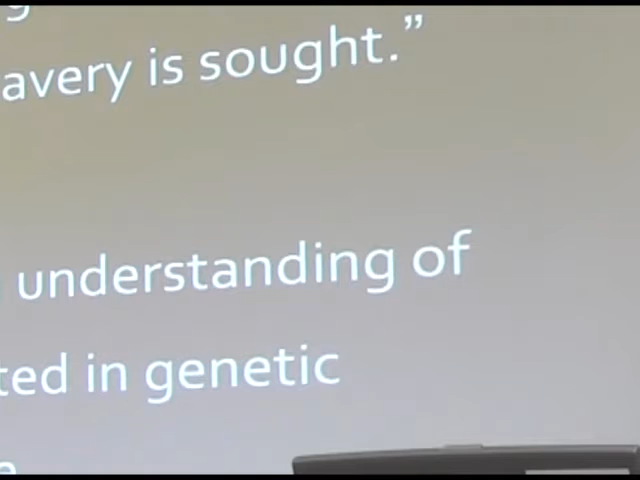 avery is sought.”
understanding of
ted in genetic